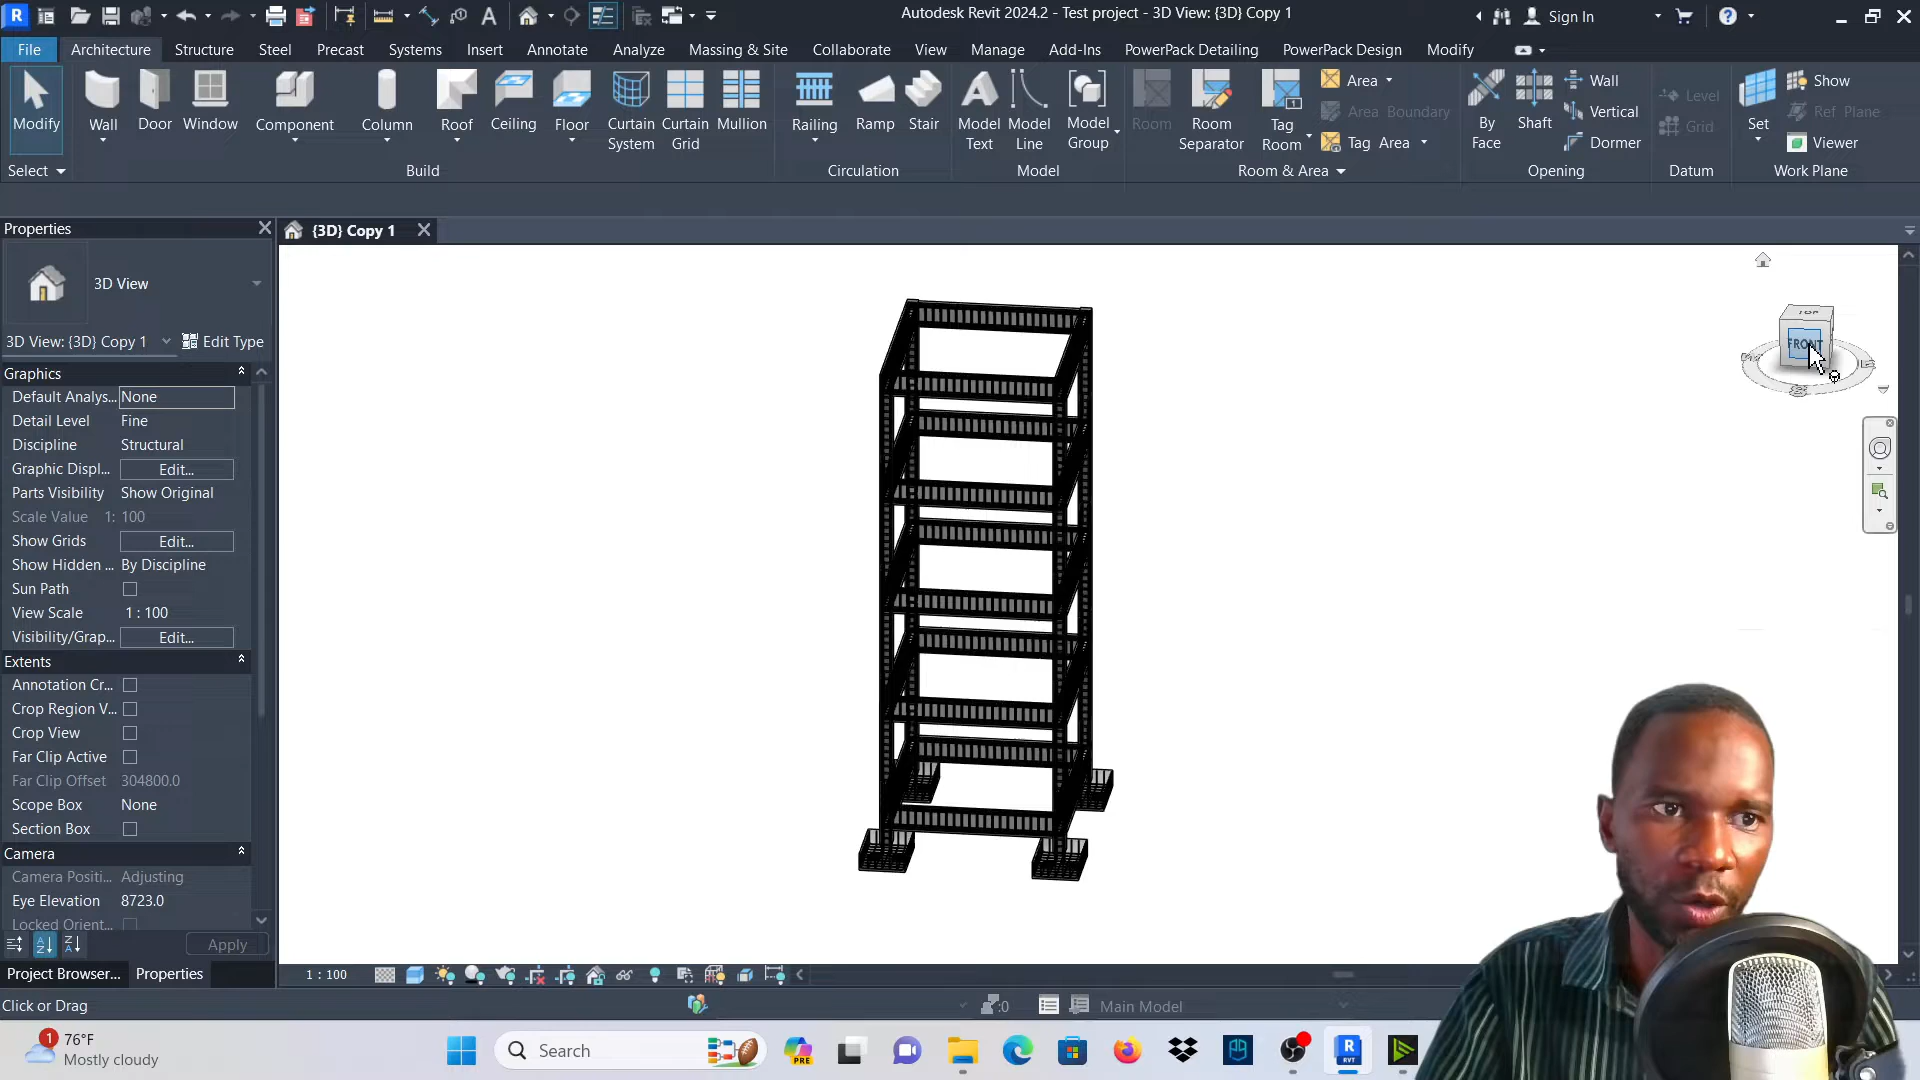 Autodesk Revit 2024.2 - Test project - 3D View: {3D} Copy 1
Sign In
File Architecture Structure Steel Precast Systems Insert Annotate Analyze Massing & Site Collaborate View Manage Add-Ins PowerPack Detailing PowerPack Design Modify
Modify Wall Door Window Component Column Roof Ceiling Floor Curtain System Curtain Grid Mullion Railing Ramp Stair Model Text Model Line Model Group Room Room Separator Tag Room
Area
Area Boundary
Tag Area
By Face Shaft
Wall
Vertical
Dormer
Level
Grid
Set
Show
Ref Plane
Viewer
Select Build Circulation Model Room & Area Opening Datum Work Plane
Properties
{3D} Copy 1
3D View
3D View: {3D} Copy 1 Edit Type
Graphics
Default Analys... None
Detail Level Fine
Discipline Structural
Graphic Displ... Edit...
Parts Visibility Show Original
Scale Value 1: 100
Show Grids Edit...
Show Hidden ... By Discipline
Sun Path
View Scale 1 : 100
Visibility/Grap... Edit...
Extents
Annotation Cr...
Crop Region V...
Crop View
Far Clip Active
Far Clip Offset 304800.0
Scope Box None
Section Box
Camera
Camera Positi... Adjusting
Eye Elevation 8723.0
Locked Orient...
Apply
Project Browser... Properties
TOP
FRONT
1 : 100
Click or Drag
:0
Main Model
1
76°F
Mostly cloudy
Search
PRE
R
RVT